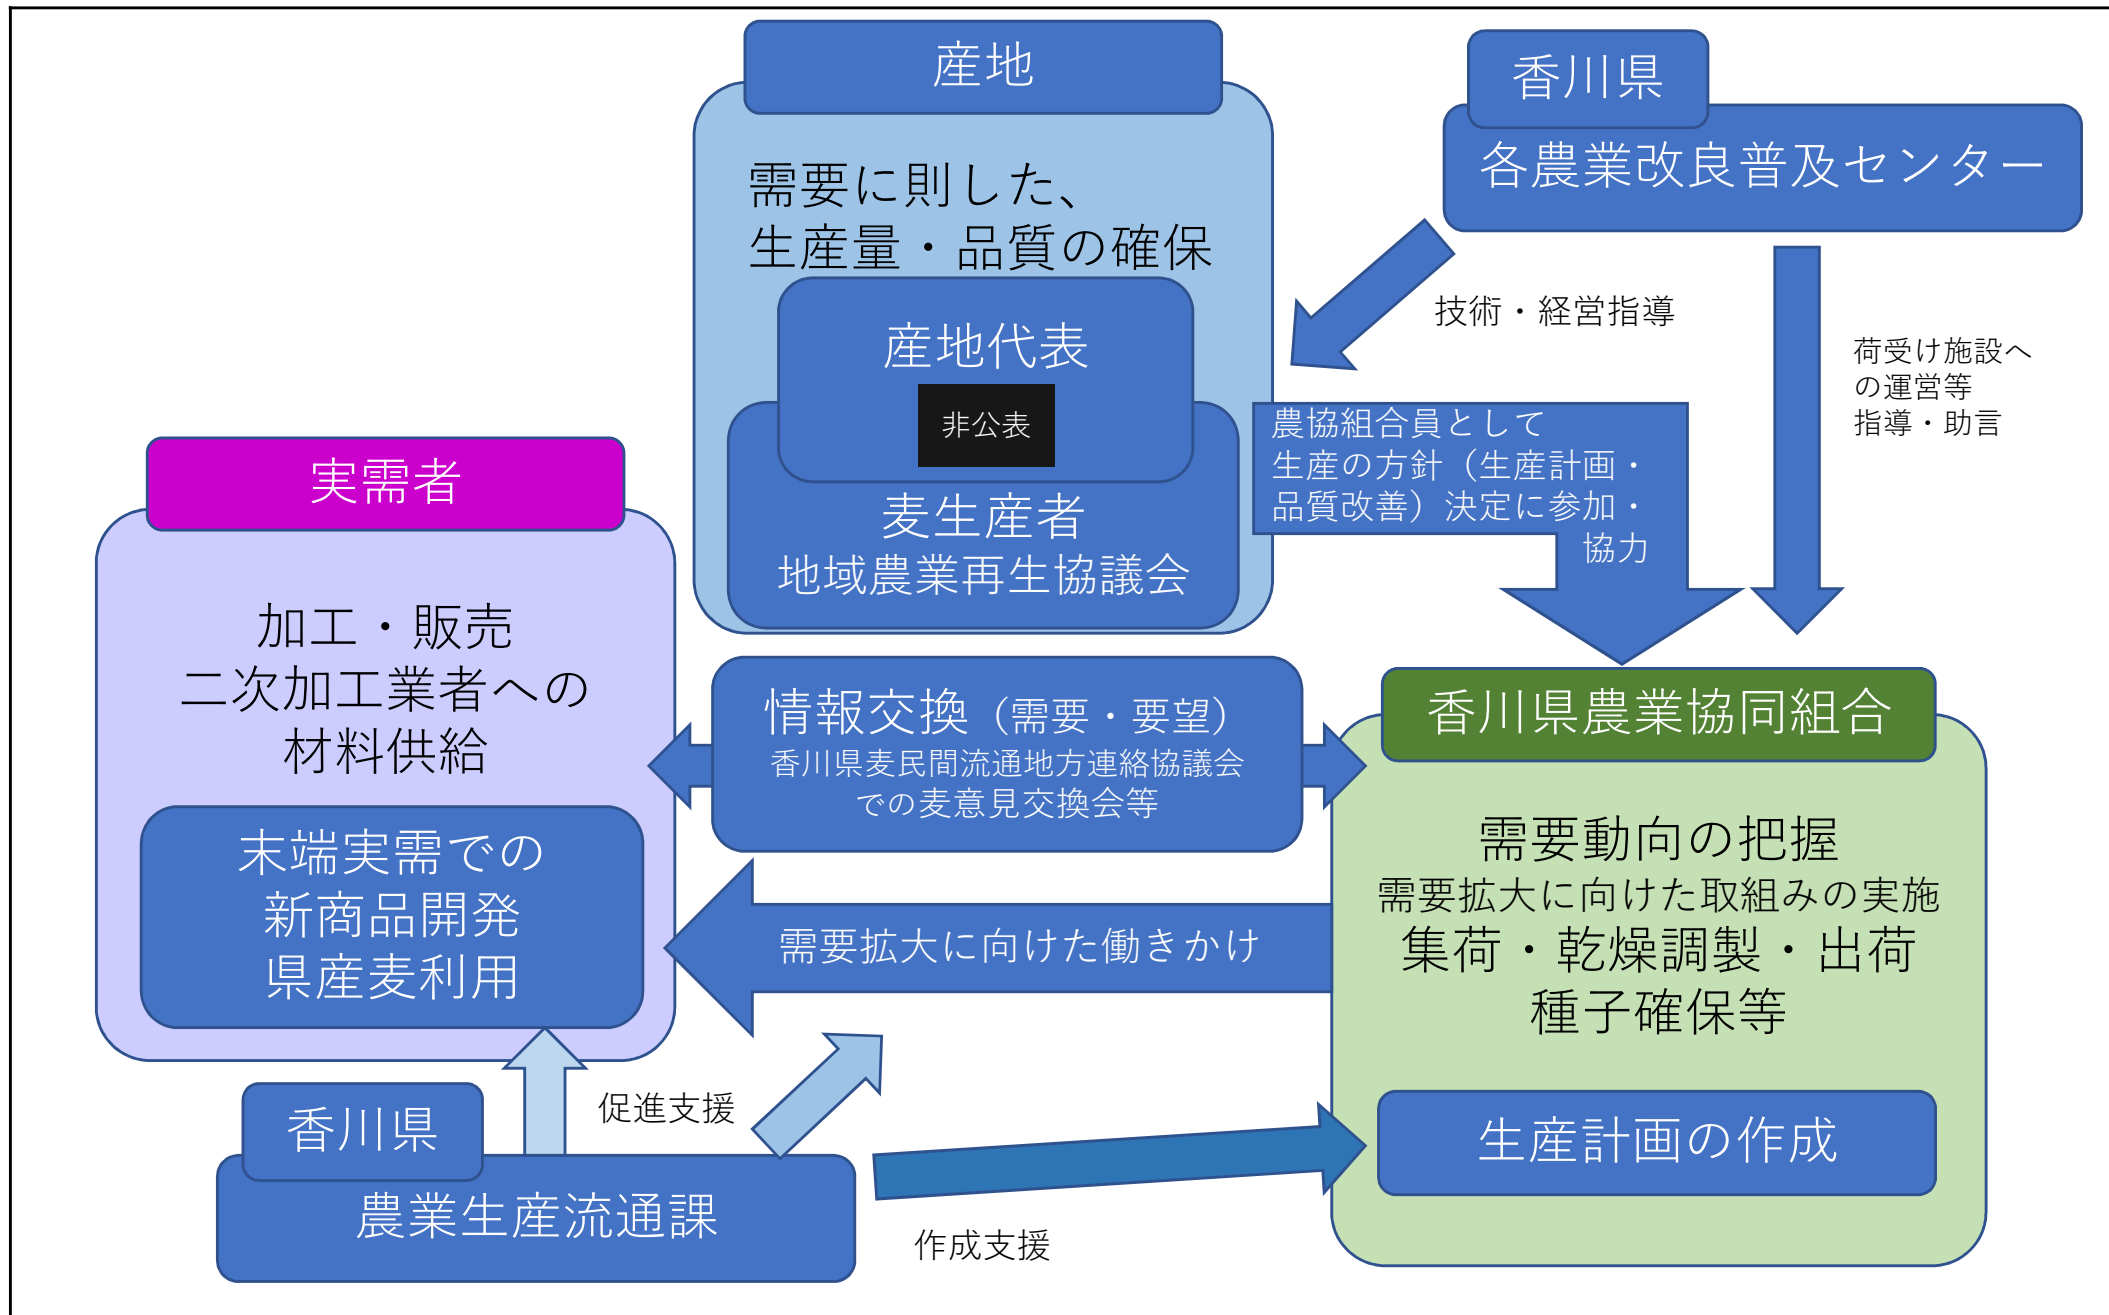 産地
需要に則した、
生産量・品質の確保
産地代表
非公表
麦生産者
地域農業再生協議会
香川県
各農業改良普及センター
技術・経営指導
荷受け施設へ
の運営等
指導・助言
農協組合員として
生産の方針（生産計画・
品質改善）決定に参加・
協力
実需者
加工・販売
二次加工業者への
材料供給
末端実需での
新商品開発
県産麦利用
情報交換（需要・要望）
香川県麦民間流通地方連絡協議会
での麦意見交換会等
需要拡大に向けた働きかけ
香川県農業協同組合
需要動向の把握
需要拡大に向けた取組みの実施
集荷・乾燥調製・出荷
種子確保等
生産計画の作成
促進支援
香川県
農業生産流通課
作成支援